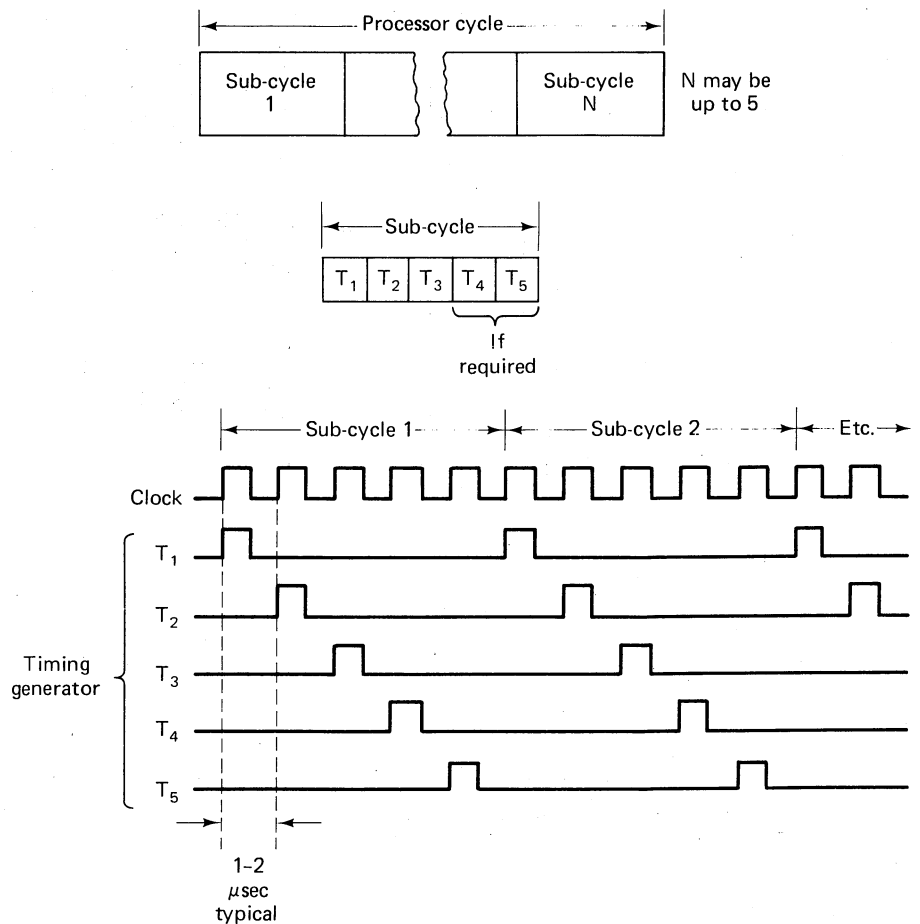 Processor cycle
Sub-cycle
1
Sub-cycle
N
N may be
up to 5
Sub-cycle
T1 T2 T3 T4 T5
If
required
Sub-cycle 1
Sub-cycle 2
Etc.
Clock
T1
T2
T3
T4
T5
Timing
generator
1–2
μsec
typical